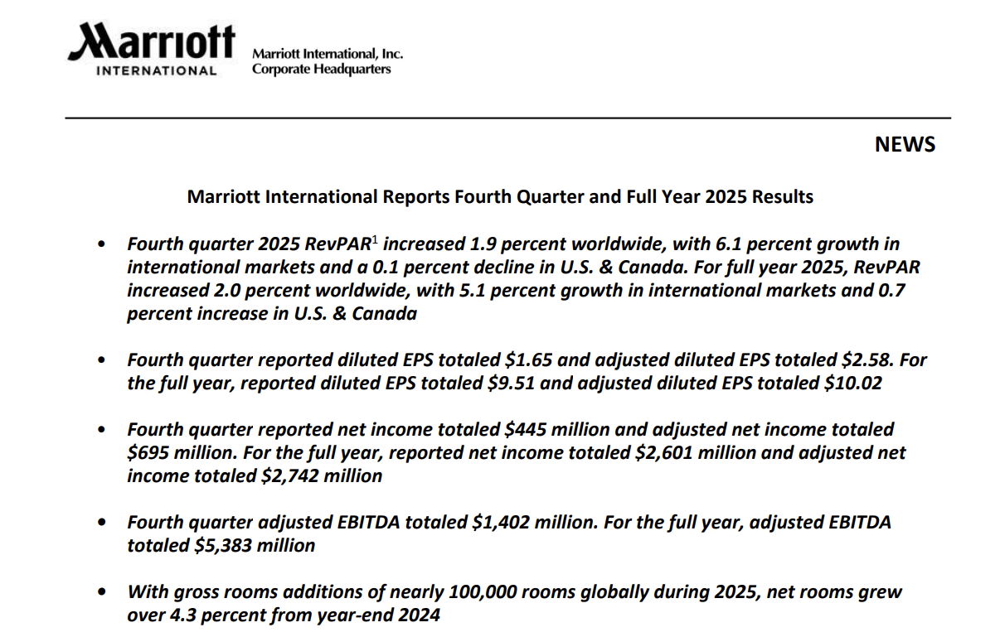 Marriott
INTERNATIONAL
Marriott International, Inc.
Corporate Headquarters
NEWS
Marriott International Reports Fourth Quarter and Full Year 2025 Results
• Fourth quarter 2025 RevPAR¹ increased 1.9 percent worldwide, with 6.1 percent growth in
international markets and a 0.1 percent decline in U.S. & Canada. For full year 2025, RevPAR
increased 2.0 percent worldwide, with 5.1 percent growth in international markets and 0.7
percent increase in U.S. & Canada
• Fourth quarter reported diluted EPS totaled $1.65 and adjusted diluted EPS totaled $2.58. For
the full year, reported diluted EPS totaled $9.51 and adjusted diluted EPS totaled $10.02
• Fourth quarter reported net income totaled $445 million and adjusted net income totaled
$695 million. For the full year, reported net income totaled $2,601 million and adjusted net
income totaled $2,742 million
• Fourth quarter adjusted EBITDA totaled $1,402 million. For the full year, adjusted EBITDA
totaled $5,383 million
• With gross rooms additions of nearly 100,000 rooms globally during 2025, net rooms grew
over 4.3 percent from year-end 2024